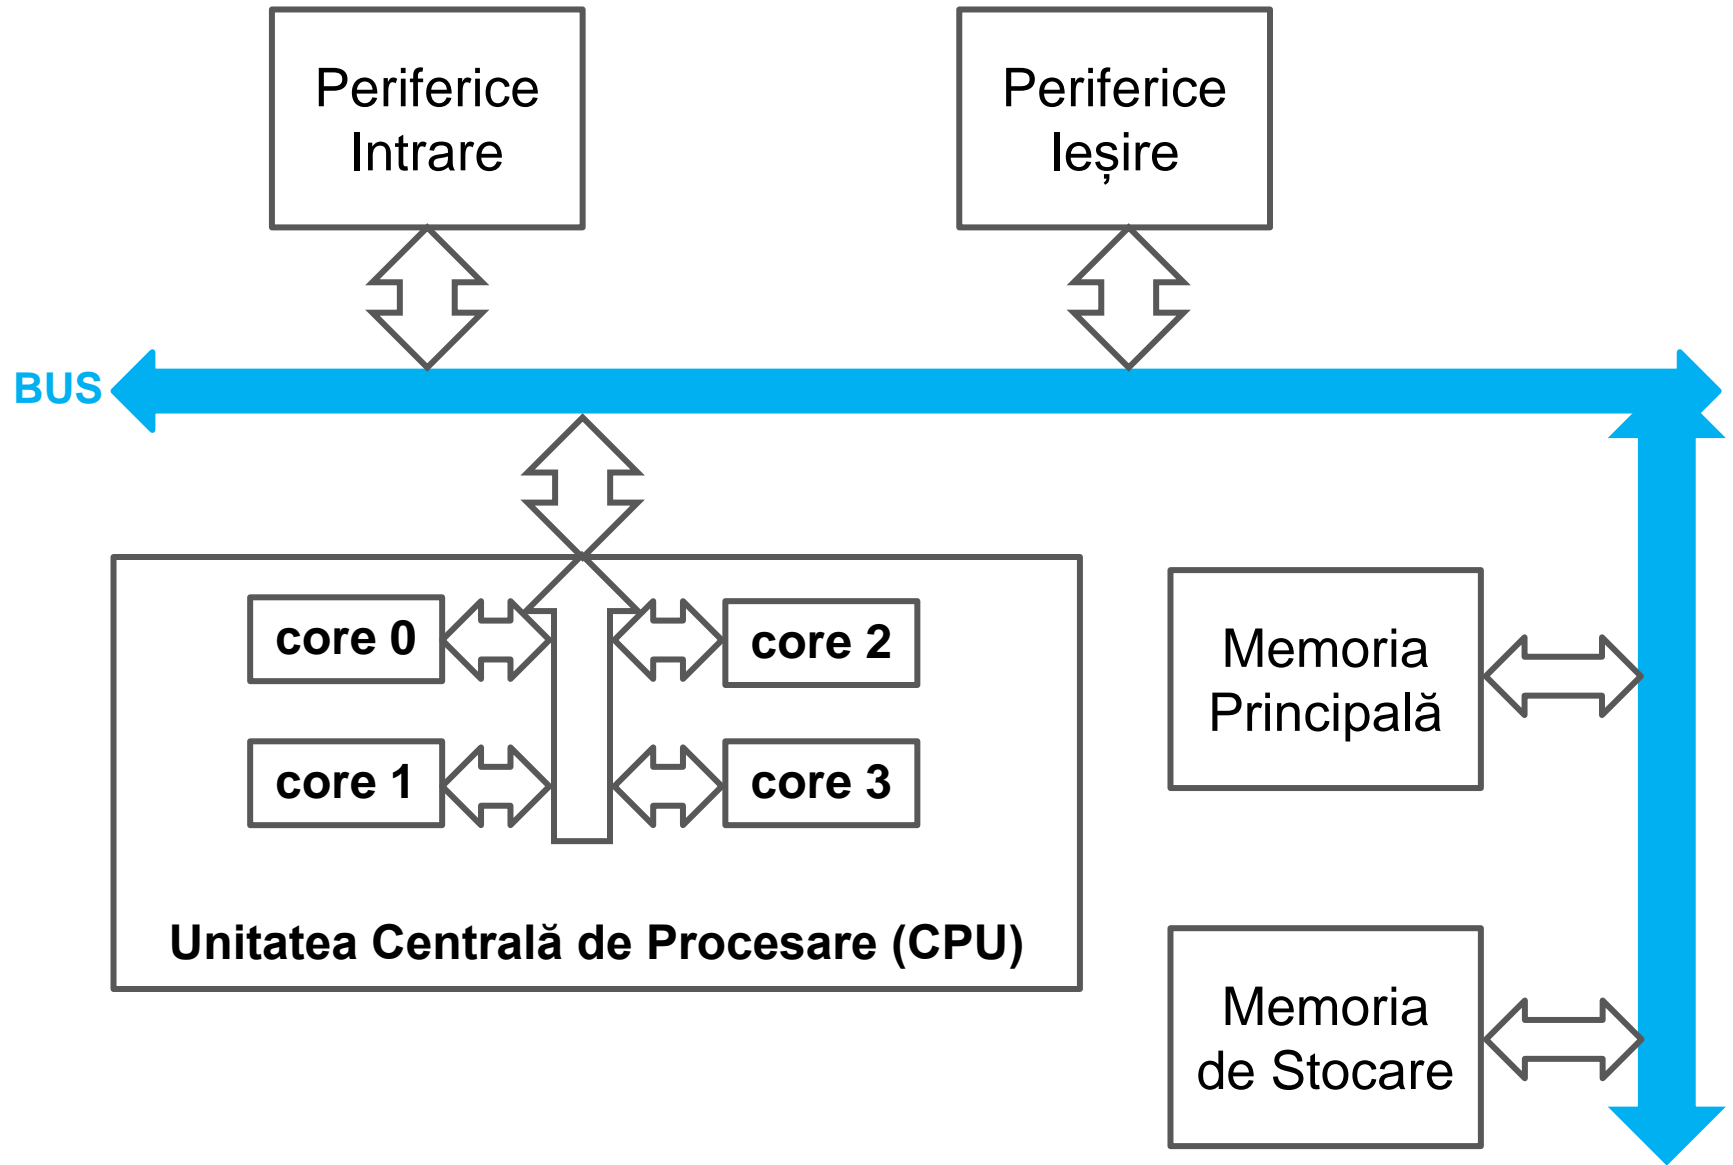 Periferice
Intrare
Periferice
Ieșire
BUS
core 0
core 2
core 1
core 3
Unitatea Centrală de Procesare (CPU)
Memoria
Principală
Memoria
de Stocare